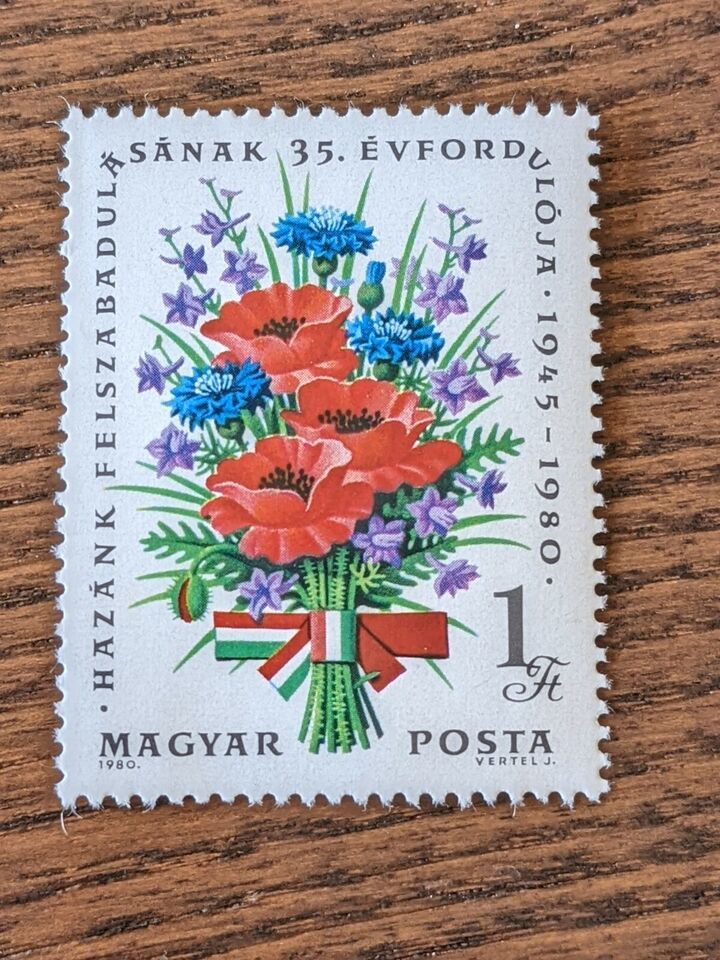 · HAZÁNK FELSZABADULÁSÁNAK 35. ÉVFORDULÓJA · 1945–1980 ·
1 Ft
MAGYAR POSTA
1980. VERTEL J.